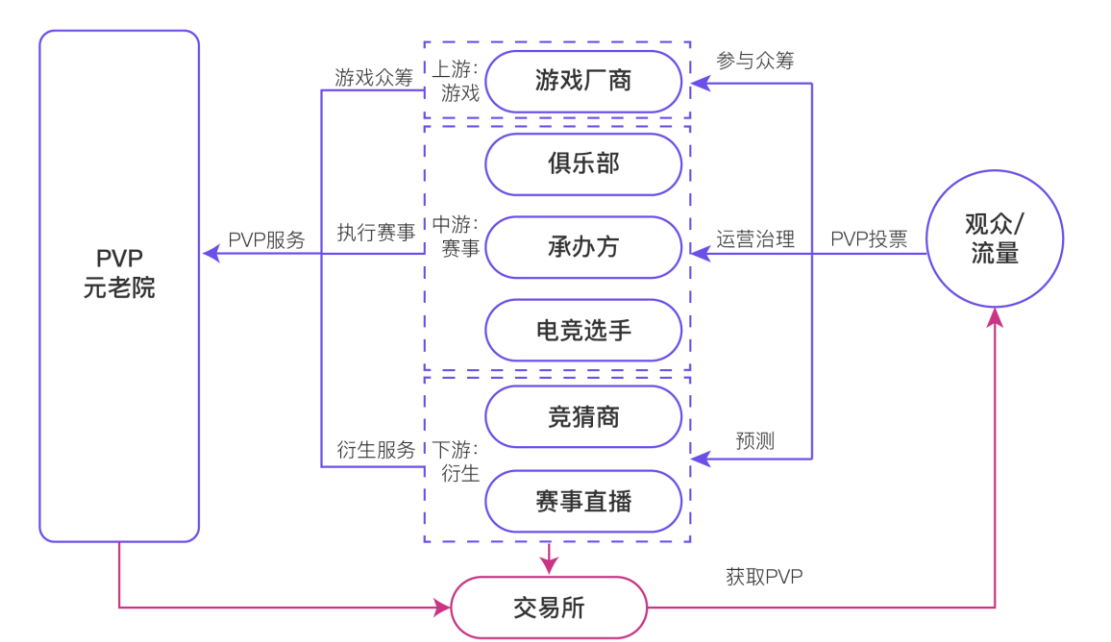 PVP
元老院
PVP服务
游戏众筹
执行赛事
衍生服务
上游：
游戏
游戏厂商
中游：
赛事
俱乐部
承办方
电竞选手
下游：
衍生
竞猜商
赛事直播
参与众筹
运营治理
预测
PVP投票
观众/
流量
交易所
获取PVP